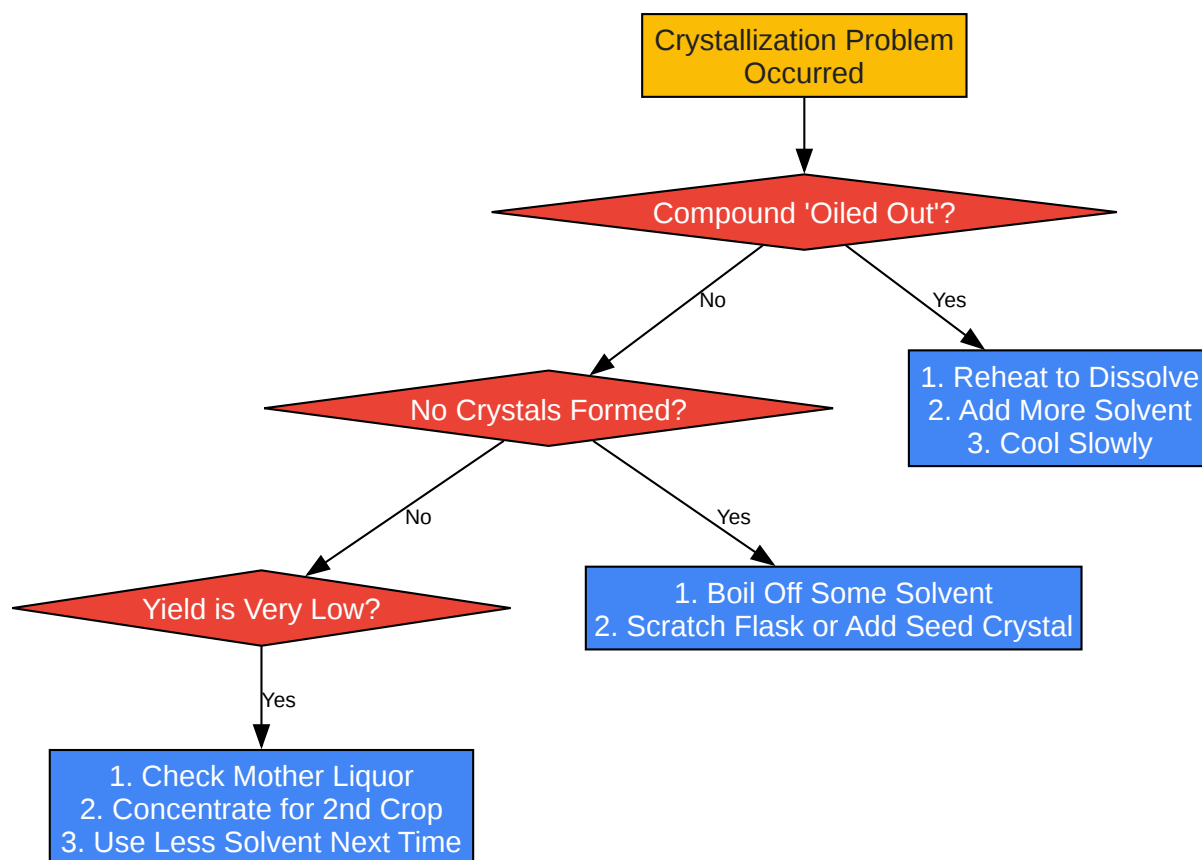 Crystallization Problem
Occurred
Compound 'Oiled Out'?
No
Yes
1. Reheat to Dissolve
2. Add More Solvent
3. Cool Slowly
No Crystals Formed?
No
Yes
1. Boil Off Some Solvent
2. Scratch Flask or Add Seed Crystal
Yield is Very Low?
Yes
1. Check Mother Liquor
2. Concentrate for 2nd Crop
3. Use Less Solvent Next Time